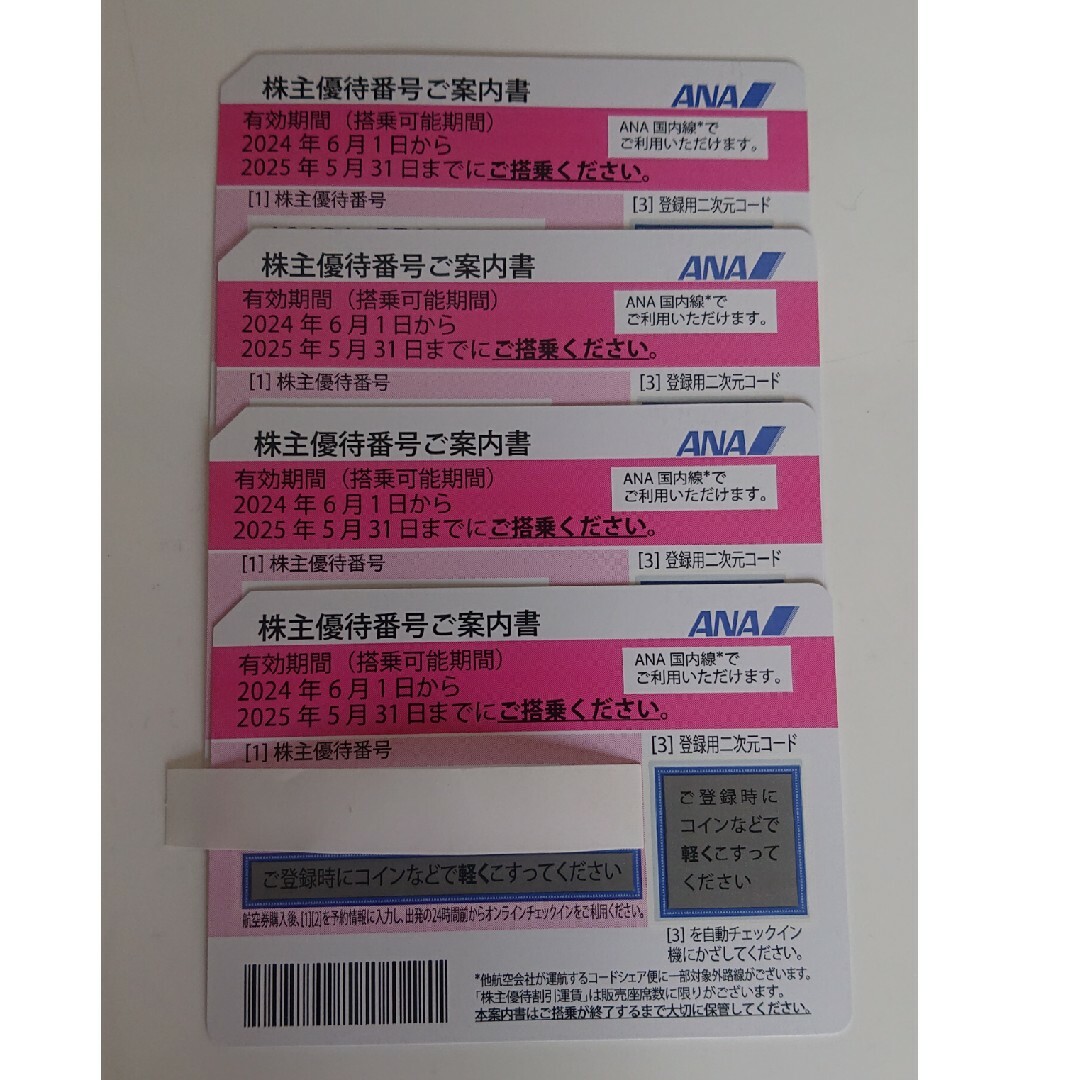 株主優待番号ご案内書
ANA
有効期間（搭乗可能期間）
2024年6月1日から
2025年5月31日までにご搭乗ください。
ANA国内線*で
ご利用いただけます。
[1] 株主優待番号
[3] 登録用二次元コード
株主優待番号ご案内書
ANA
有効期間（搭乗可能期間）
2024年6月1日から
2025年5月31日までにご搭乗ください。
ANA国内線*で
ご利用いただけます。
[1] 株主優待番号
[3] 登録用二次元コード
株主優待番号ご案内書
ANA
有効期間（搭乗可能期間）
2024年6月1日から
2025年5月31日までにご搭乗ください。
ANA国内線*で
ご利用いただけます。
[1] 株主優待番号
[3] 登録用二次元コード
株主優待番号ご案内書
ANA
有効期間（搭乗可能期間）
2024年6月1日から
2025年5月31日までにご搭乗ください。
ANA国内線*で
ご利用いただけます。
[1] 株主優待番号
[3] 登録用二次元コード
ご登録時に
コインなどで
軽くこすって
ください
ご登録時にコインなどで軽くこすってください
航空券購入後、[1][2]を予約情報に入力し、出発の24時間前からオンラインチェックインをご利用ください。
[3] を自動チェックイン
機にかざしてください。
*他航空会社が運航するコードシェア便に一部対象外路線がございます。
「株主優待割引運賃」は販売座席数に限りがございます。
本案内書はご搭乗が終了するまで大切に保管してください。